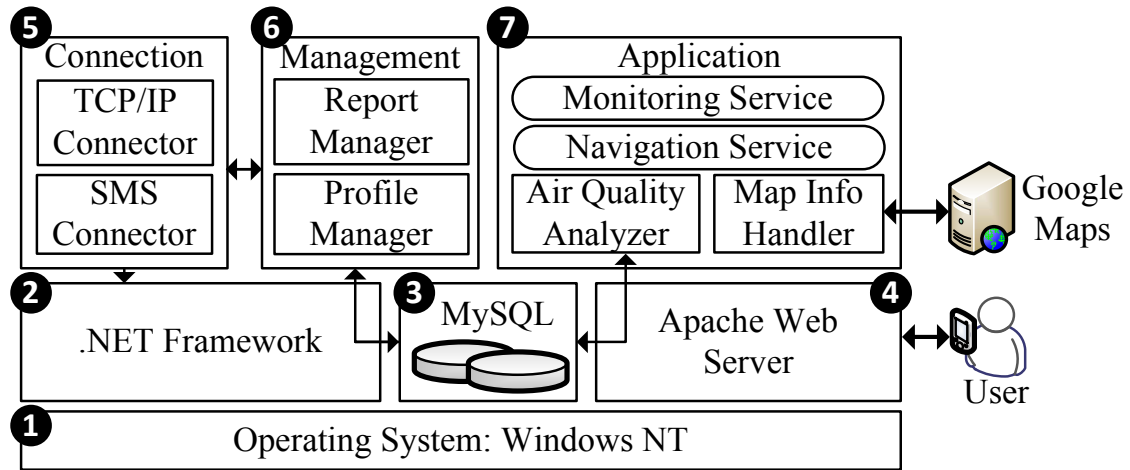 5
Connection
TCP/IP
Connector
SMS
Connector
6
Management
Report
Manager
Profile
Manager
7
Application
Monitoring Service
Navigation Service
Air Quality
Analyzer
Map Info
Handler
Google
Maps
2
.NET Framework
3
MySQL
4
Apache Web
Server
User
1
Operating System: Windows NT